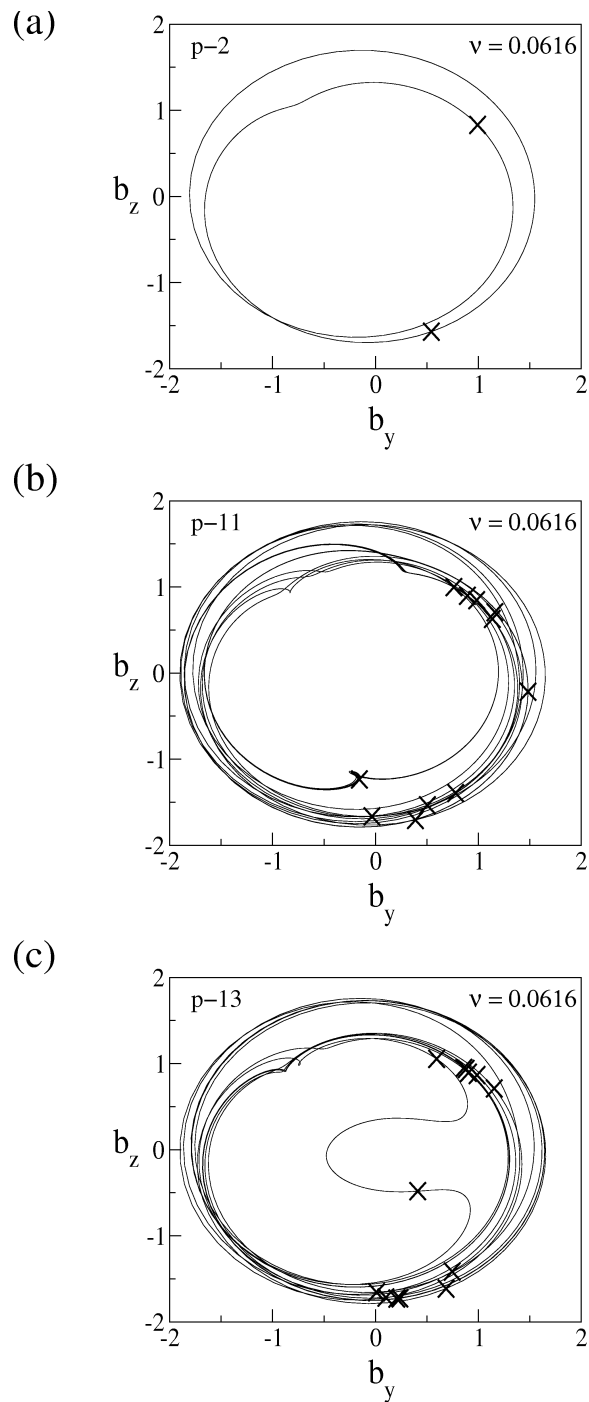 (a)
2
p−2
ν = 0.0616
1
b_z 0
-1
-2
-2 -1 0 1 2
b_y
(b)
2
p−11
ν = 0.0616
1
b_z 0
-1
-2
-2 -1 0 1 2
b_y
(c)
2
p−13
ν = 0.0616
1
b_z 0
-1
-2
-2 -1 0 1 2
b_y